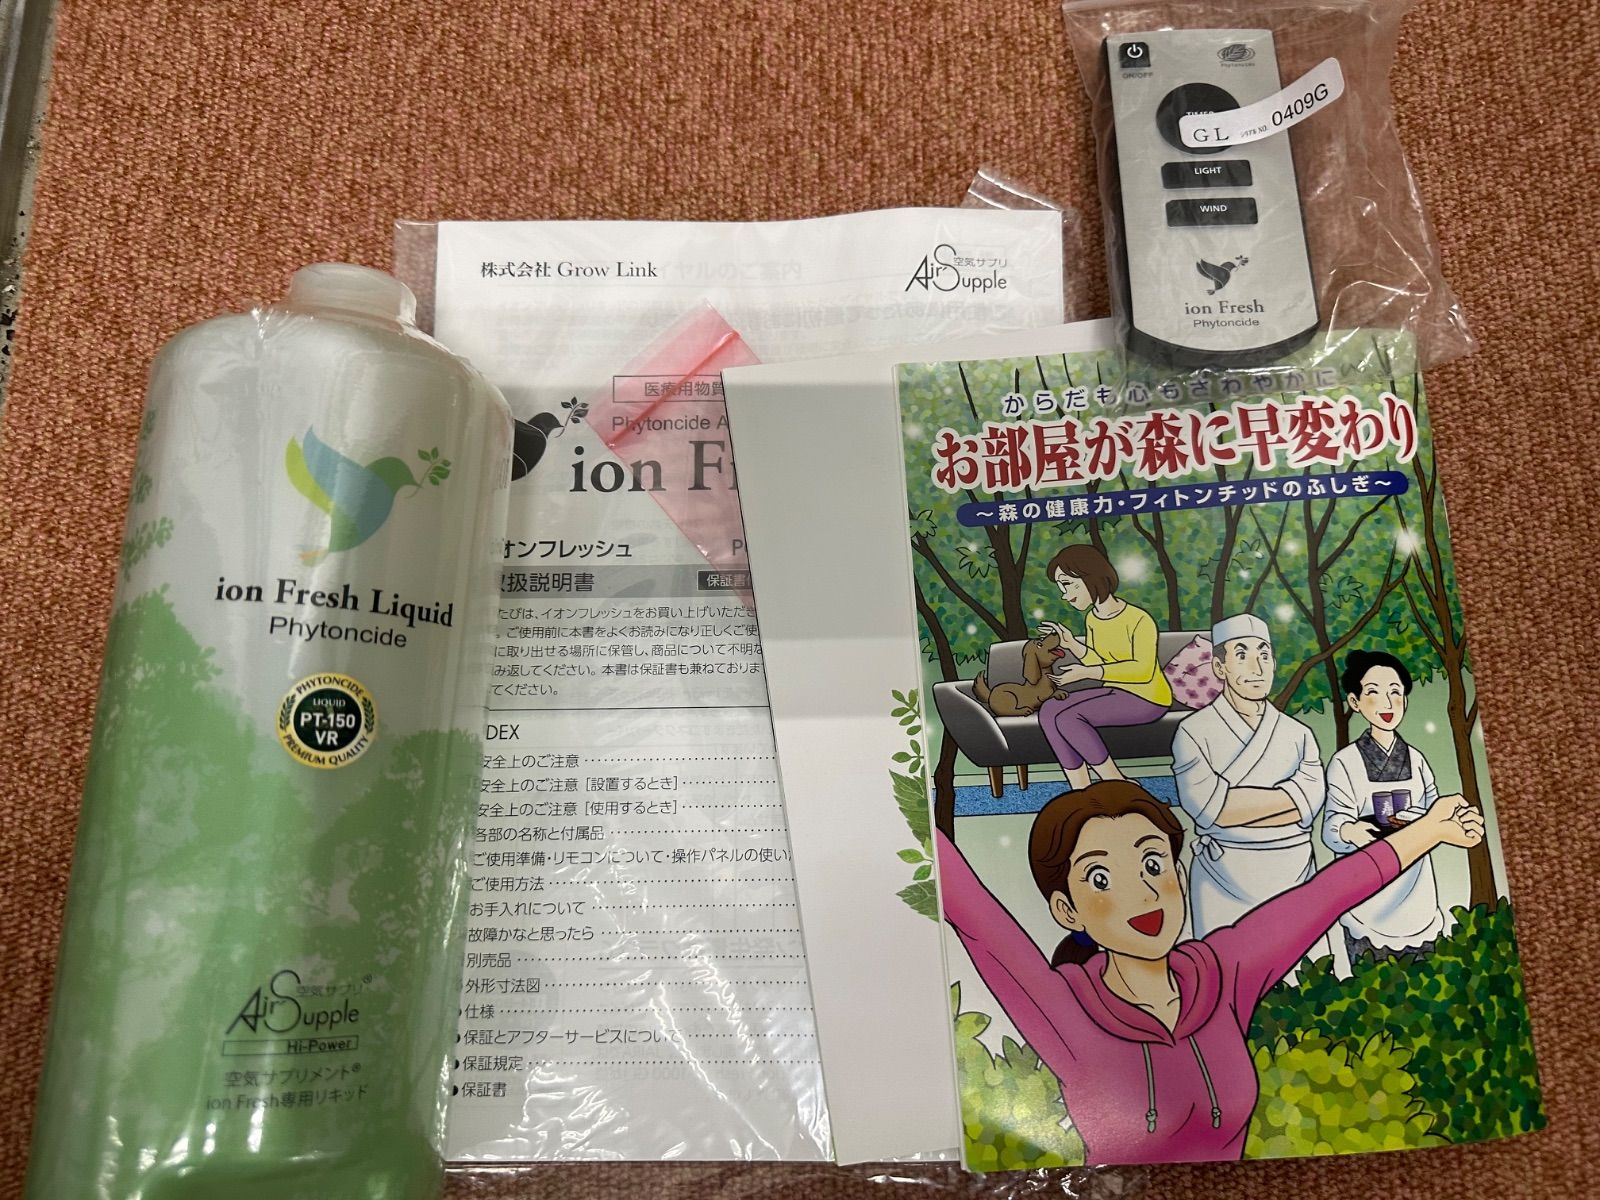 ON/OFF
Phytoncide
GL
0409G
LIGHT
WIND
ion Fresh
Phytoncide
株式会社 Grow Link
空気サプリ
Air Supple
医療用物質
Phytoncide A
ion Fr
オンフレッシュ
取扱説明書
保証書
たびは、イオンフレッシュをお買い上げいただき
ご使用前に本書をよくお読みになり正しくご使
に取り出せる場所に保管し、商品について不明な
み返してください。本書は保証書も兼ねております
てください。
DEX
安全上のご注意
安全上のご注意 [設置するとき]
安全上のご注意 [使用するとき]
各部の名称と付属品
ご使用準備・リモコンについて・操作パネルの使い
ご使用方法
お手入れについて
故障かなと思ったら
別売品
外形寸法図
●仕様
●保証とアフターサービスについて
●保証規定
●保証書
ion Fresh Liquid
Phytoncide
PHYTONCIDE
LIQUID
PT-150
VR
PREMIUM QUALITY
空気サプリ®
Air Supple
Hi-Power
空気サプリメント®
ion Fresh専用リキッド
からだも心もさわやかに
お部屋が森に早変わり
～森の健康力・フィトンチッドのふしぎ～